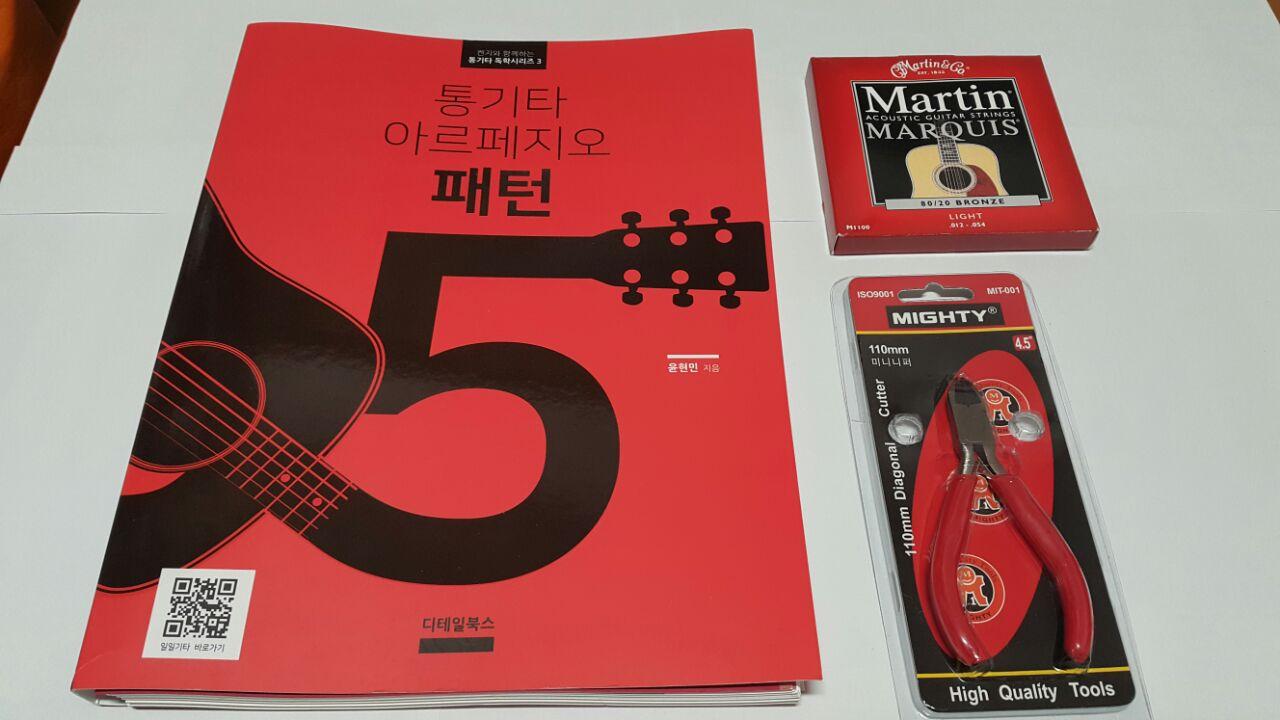 켠지와 함께하는
통기타 독학시리즈 3
통기타
아르페지오
패턴
5
윤현민 지음
일일기타 바로가기
디테일북스
Martin & Co
EST. 1833
Martin®
ACOUSTIC GUITAR STRINGS
MARQUIS®
80/20 BRONZE
LIGHT
M1100
.012 - .054
ISO9001
MIT-001
MIGHTY®
4.5"
110mm
미니니퍼
110mm Diagonal Cutter
M
MIGHTY
M
MIGHTY
High Quality Tools